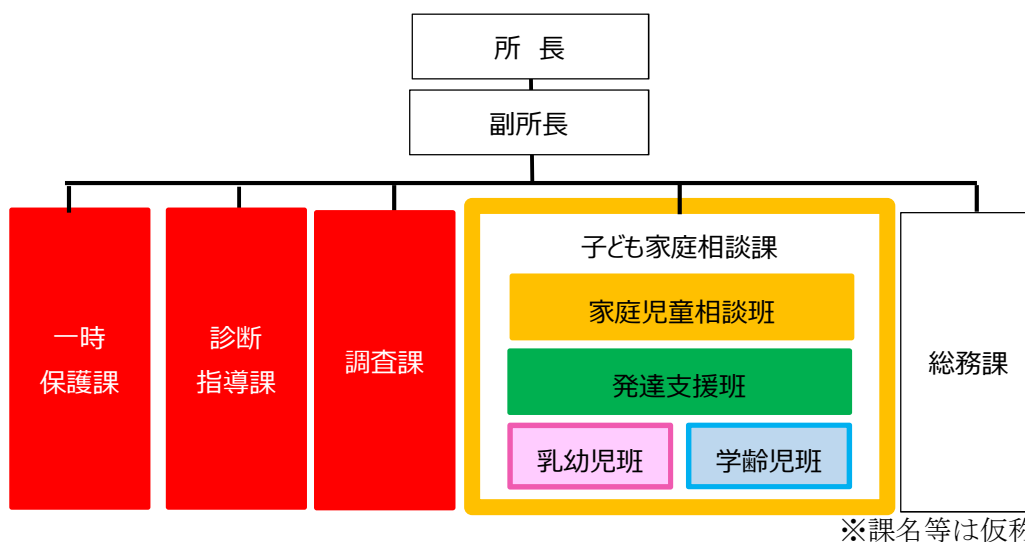 所 長
副所長
一時
保護課
診断
指導課
調査課
子ども家庭相談課
家庭児童相談班
発達支援班
乳幼児班
学齢児班
総務課
※課名等は仮称